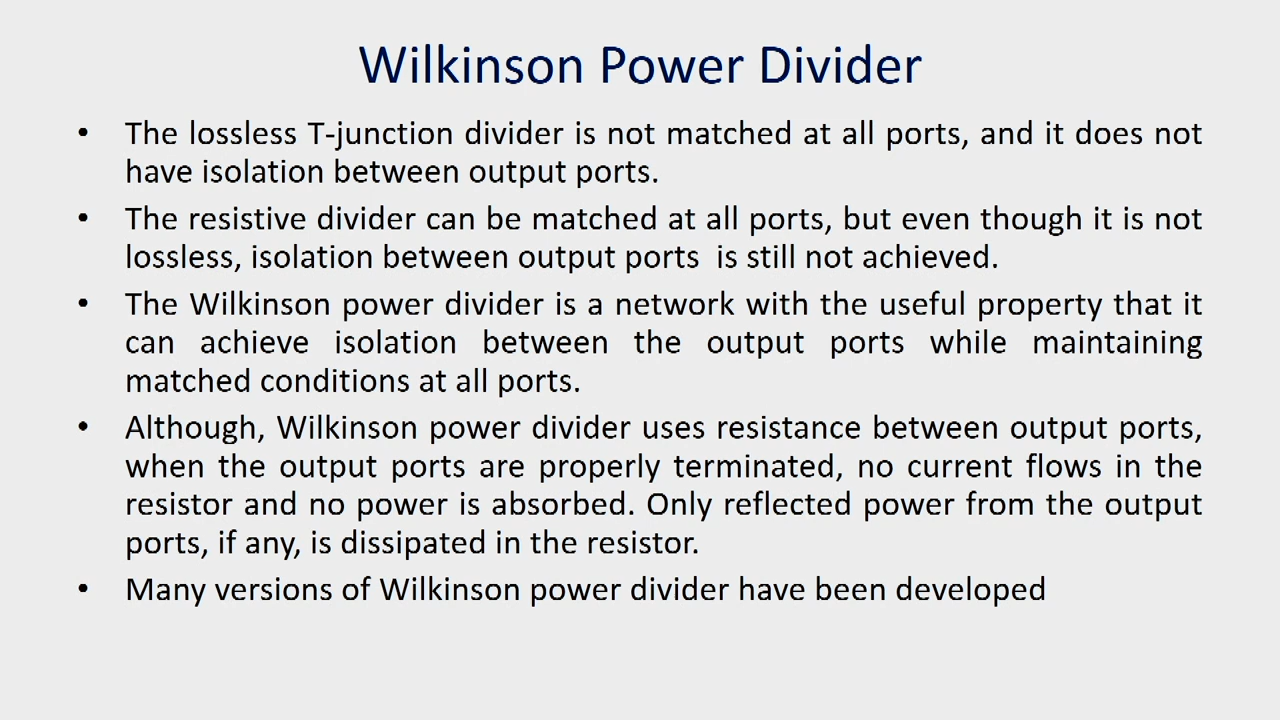 Wilkinson Power Divider
• The lossless T-junction divider is not matched at all ports, and it does not
have isolation between output ports.
• The resistive divider can be matched at all ports, but even though it is not
lossless, isolation between output ports  is still not achieved.
• The Wilkinson power divider is a network with the useful property that it
can achieve isolation between the output ports while maintaining
matched conditions at all ports.
• Although, Wilkinson power divider uses resistance between output ports,
when the output ports are properly terminated, no current flows in the
resistor and no power is absorbed. Only reflected power from the output
ports, if any, is dissipated in the resistor.
• Many versions of Wilkinson power divider have been developed